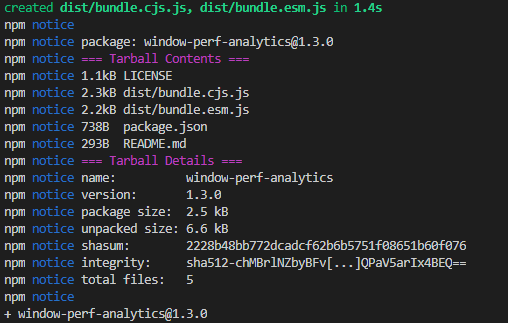 created dist/bundle.cjs.js, dist/bundle.esm.js in 1.4s
npm notice
npm notice package: window-perf-analytics@1.3.0
npm notice === Tarball Contents ===
npm notice 1.1kB LICENSE
npm notice 2.3kB dist/bundle.cjs.js
npm notice 2.2kB dist/bundle.esm.js
npm notice 738B  package.json
npm notice 293B  README.md
npm notice === Tarball Details ===
npm notice name:          window-perf-analytics
npm notice version:       1.3.0
npm notice package size:  2.5 kB
npm notice unpacked size: 6.6 kB
npm notice shasum:        2228b48bb772dcadcf62b6b5751f08651b60f076
npm notice integrity:     sha512-chMBrlNZbyBFv[...]QPaV5arIx4BEQ==
npm notice total files:   5
npm notice
+ window-perf-analytics@1.3.0